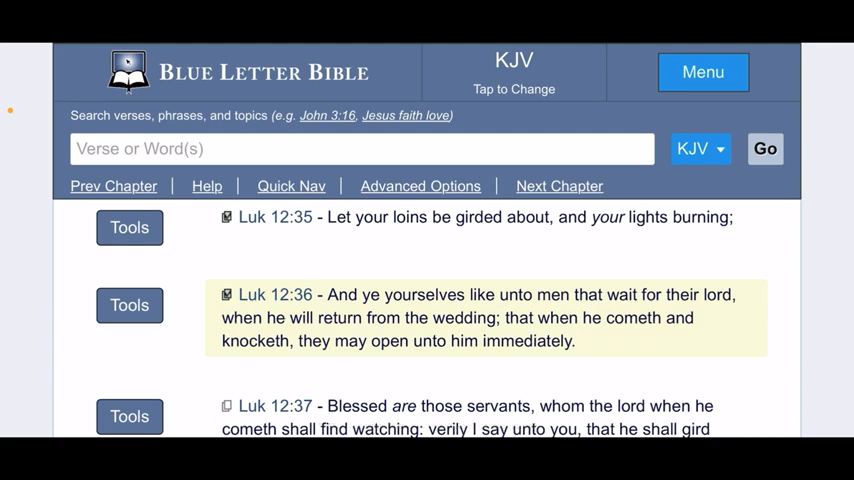 BLUE LETTER BIBLE
KJV
Tap to Change
Menu
Search verses, phrases, and topics (e.g. John 3:16, Jesus faith love)
Verse or Word(s)
KJV
Go
Prev Chapter | Help | Quick Nav | Advanced Options | Next Chapter
Tools
Luk 12:35 - Let your loins be girded about, and your lights burning;
Tools
Luk 12:36 - And ye yourselves like unto men that wait for their lord,
when he will return from the wedding; that when he cometh and
knocketh, they may open unto him immediately.
Tools
Luk 12:37 - Blessed are those servants, whom the lord when he
cometh shall find watching: verily I say unto you, that he shall gird